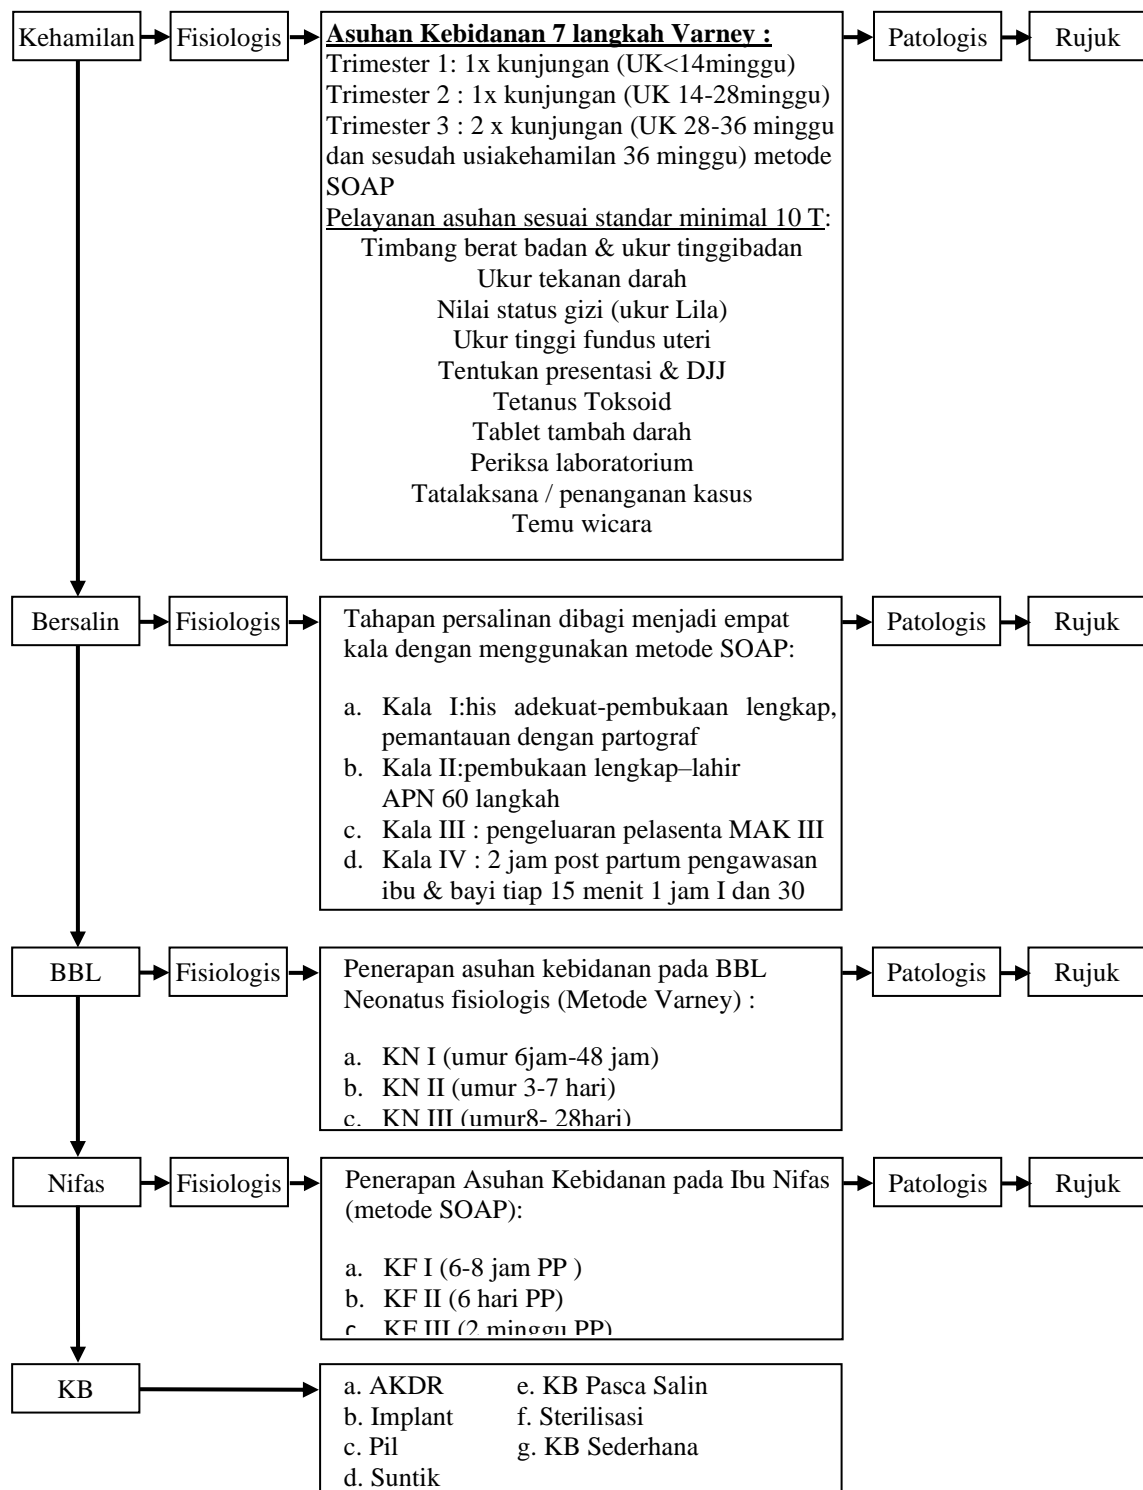 Kehamilan
Fisiologis
Asuhan Kebidanan 7 langkah Varney :
Trimester 1: 1x kunjungan (UK<14minggu)
Trimester 2 : 1x kunjungan (UK 14-28minggu)
Trimester 3 : 2 x kunjungan (UK 28-36 minggu
dan sesudah usiakehamilan 36 minggu) metode
SOAP
Pelayanan asuhan sesuai standar minimal 10 T:
Timbang berat badan & ukur tinggibadan
Ukur tekanan darah
Nilai status gizi (ukur Lila)
Ukur tinggi fundus uteri
Tentukan presentasi & DJJ
Tetanus Toksoid
Tablet tambah darah
Periksa laboratorium
Tatalaksana / penanganan kasus
Temu wicara
Patologis
Rujuk
Bersalin
Fisiologis
Tahapan persalinan dibagi menjadi empat
kala dengan menggunakan metode SOAP:
a. Kala I:his adekuat-pembukaan lengkap,
pemantauan dengan partograf
b. Kala II:pembukaan lengkap–lahir
APN 60 langkah
c. Kala III : pengeluaran pelasenta MAK III
d. Kala IV : 2 jam post partum pengawasan
ibu & bayi tiap 15 menit 1 jam I dan 30
Patologis
Rujuk
BBL
Fisiologis
Penerapan asuhan kebidanan pada BBL
Neonatus fisiologis (Metode Varney) :
a. KN I (umur 6jam-48 jam)
b. KN II (umur 3-7 hari)
c. KN III (umur8- 28hari)
Patologis
Rujuk
Nifas
Fisiologis
Penerapan Asuhan Kebidanan pada Ibu Nifas
(metode SOAP):
a. KF I (6-8 jam PP )
b. KF II (6 hari PP)
c. KF III (2 minggu PP)
Patologis
Rujuk
KB
a. AKDR
b. Implant
c. Pil
d. Suntik
e. KB Pasca Salin
f. Sterilisasi
g. KB Sederhana